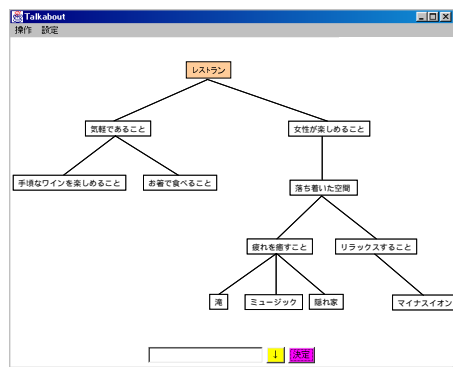 Talkabout
操作 設定
レストラン
気軽であること
女性が楽しめること
手頃なワインを楽しめること
お箸で食べること
落ち着いた空間
疲れを癒すこと
リラックスすること
滝
ミュージック
隠れ家
マイナスイオン
↓
決定